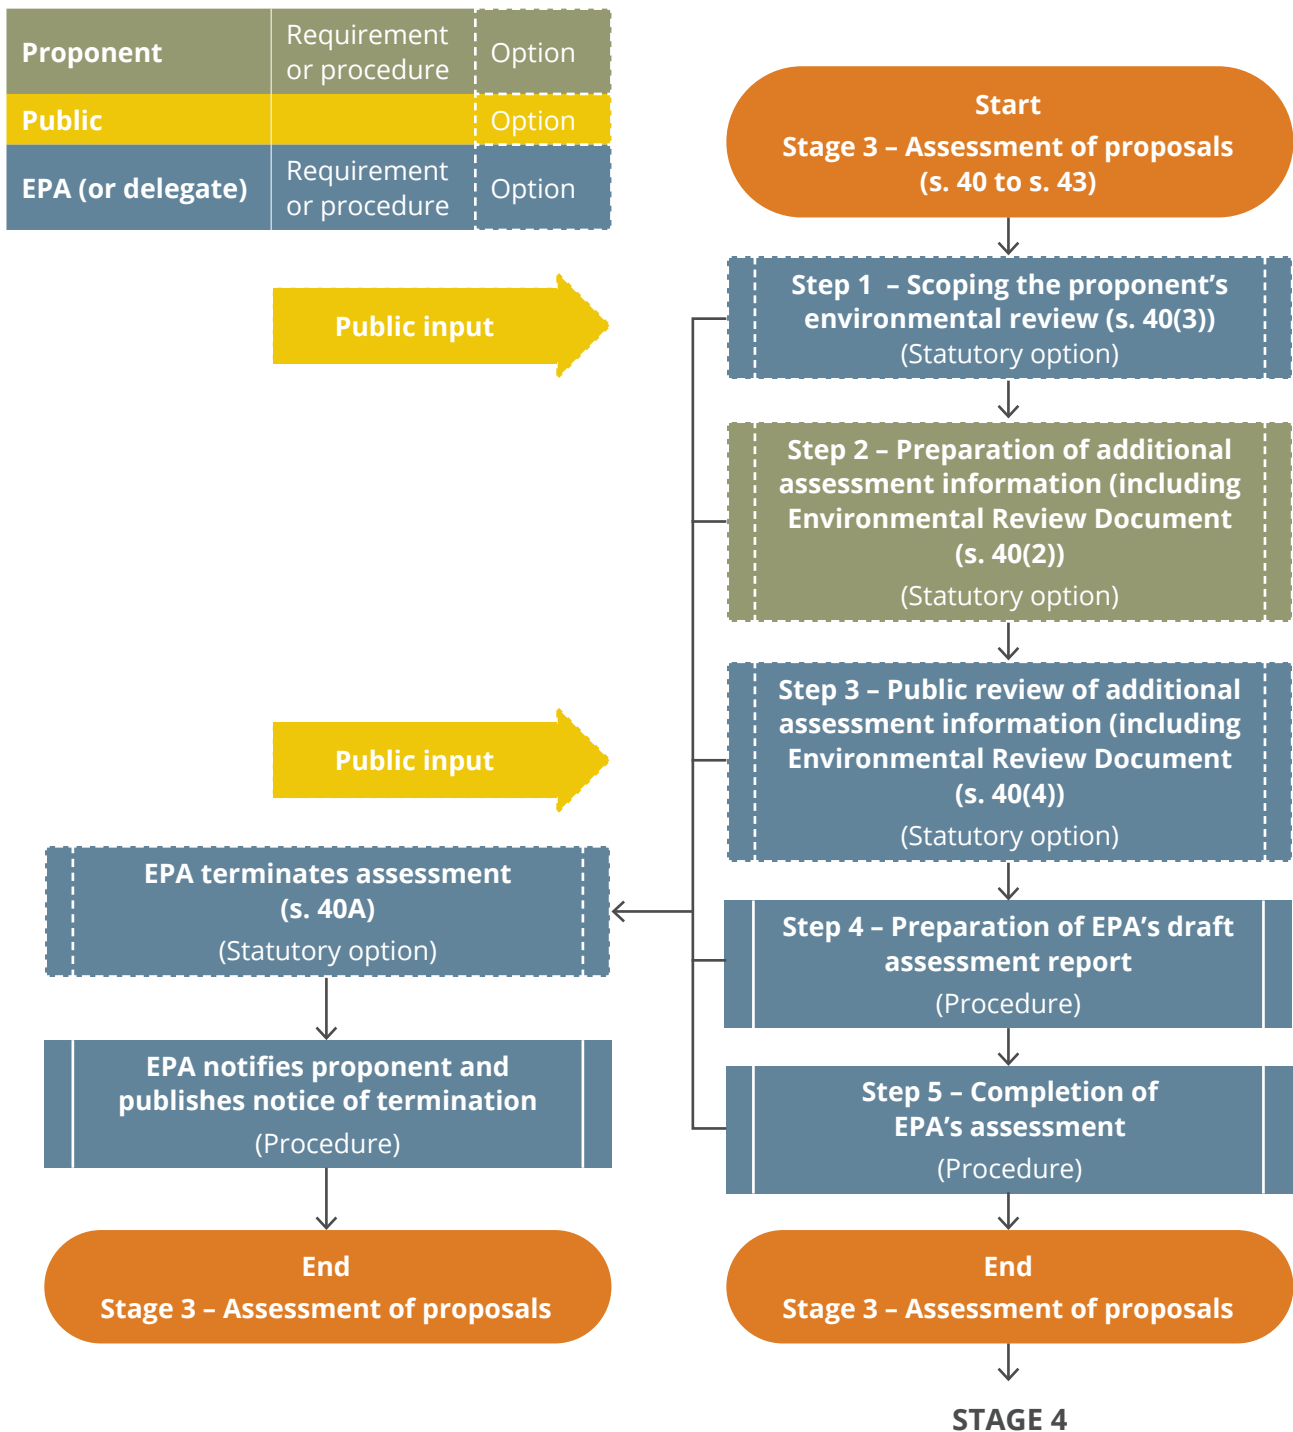 Proponent
Requirement
or procedure
Option
Public
Option
EPA (or delegate)
Requirement
or procedure
Option
Start
Stage 3 – Assessment of proposals
(s. 40 to s. 43)
Public input
Step 1 – Scoping the proponent’s
environmental review (s. 40(3))
(Statutory option)
Step 2 – Preparation of additional
assessment information (including
Environmental Review Document
(s. 40(2))
(Statutory option)
Public input
Step 3 – Public review of additional
assessment information (including
Environmental Review Document
(s. 40(4))
(Statutory option)
EPA terminates assessment
(s. 40A)
(Statutory option)
Step 4 – Preparation of EPA’s draft
assessment report
(Procedure)
EPA notifies proponent and
publishes notice of termination
(Procedure)
Step 5 – Completion of
EPA’s assessment
(Procedure)
End
Stage 3 – Assessment of proposals
End
Stage 3 – Assessment of proposals
STAGE 4